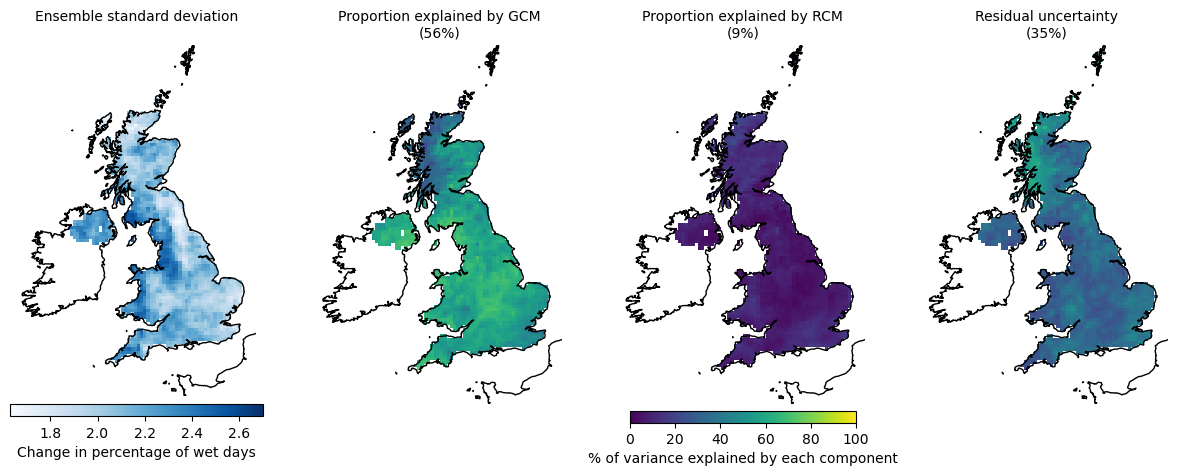 Ensemble standard deviation
Proportion explained by GCM
(56%)
Proportion explained by RCM
(9%)
Residual uncertainty
(35%)
1.8 2.0 2.2 2.4 2.6
Change in percentage of wet days
0 20 40 60 80 100
% of variance explained by each component